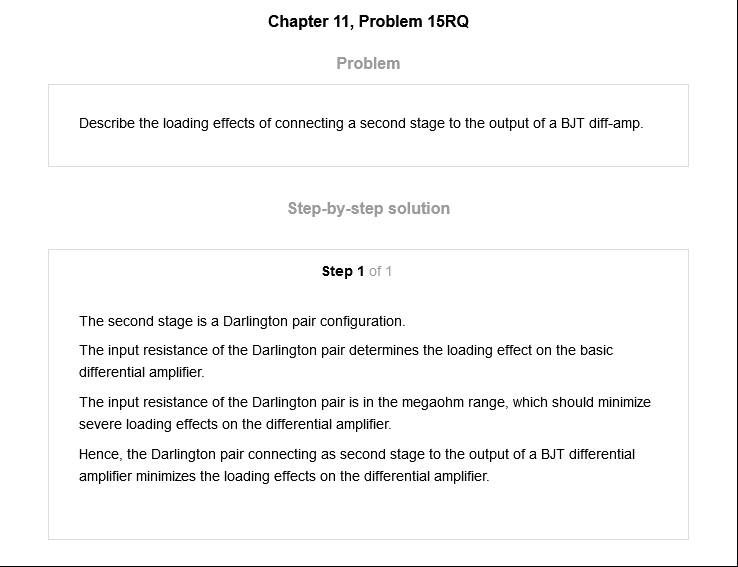 Chapter 11, Problem 15RQ
Problem
Describe the loading effects of connecting a second stage to the output of a BJT diff-amp.
Step-by-step solution
Step 1 of 1
The second stage is a Darlington pair configuration.
The input resistance of the Darlington pair determines the loading effect on the basic
differential amplifier.
The input resistance of the Darlington pair is in the megaohm range, which should minimize
severe loading effects on the differential amplifier.
Hence, the Darlington pair connecting as second stage to the output of a BJT differential
amplifier minimizes the loading effects on the differential amplifier.